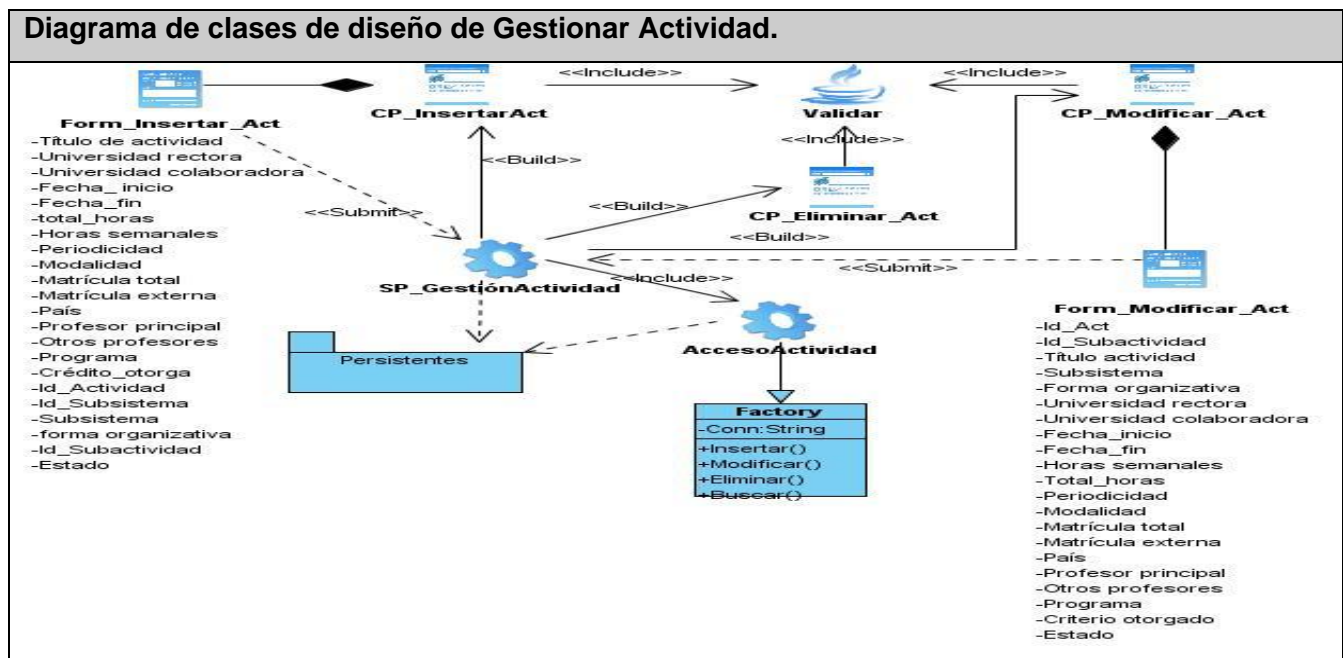 Diagrama de clases de diseño de Gestionar Actividad.
<<Include>>
<<Include>>
Form_Insertar_Act
CP_InsertarAct
Validar
CP_Modificar_Act
-Título de actividad
-Universidad rectora
-Universidad colaboradora
-Fecha_ inicio
-Fecha_fin
-total_horas
-Horas semanales
-Periodicidad
-Modalidad
-Matrícula total
-Matrícula externa
-País
-Profesor principal
-Otros profesores
-Programa
-Crédito_otorga
-Id_Actividad
-Id_Subsistema
-Subsistema
-forma organizativa
-Id_Subactividad
-Estado
<<Include>>
<<Build>>
<<Build>>
<<Submit>>
CP_Eliminar_Act
<<Build>>
<<Submit>>
<<Include>>
SP_GestiónActividad
Persistentes
AccesoActividad
Factory
-Conn:String
+Insertar()
+Modificar()
+Eliminar()
+Buscar()
Form_Modificar_Act
-Id_Act
-Id_Subactividad
-Título actividad
-Subsistema
-Forma organizativa
-Universidad rectora
-Universidad colaboradora
-Fecha_inicio
-Fecha_fin
-Horas semanales
-Total_horas
-Periodicidad
-Modalidad
-Matrícula total
-Matrícula externa
-País
-Profesor principal
-Otros profesores
-Programa
-Criterio otorgado
-Estado